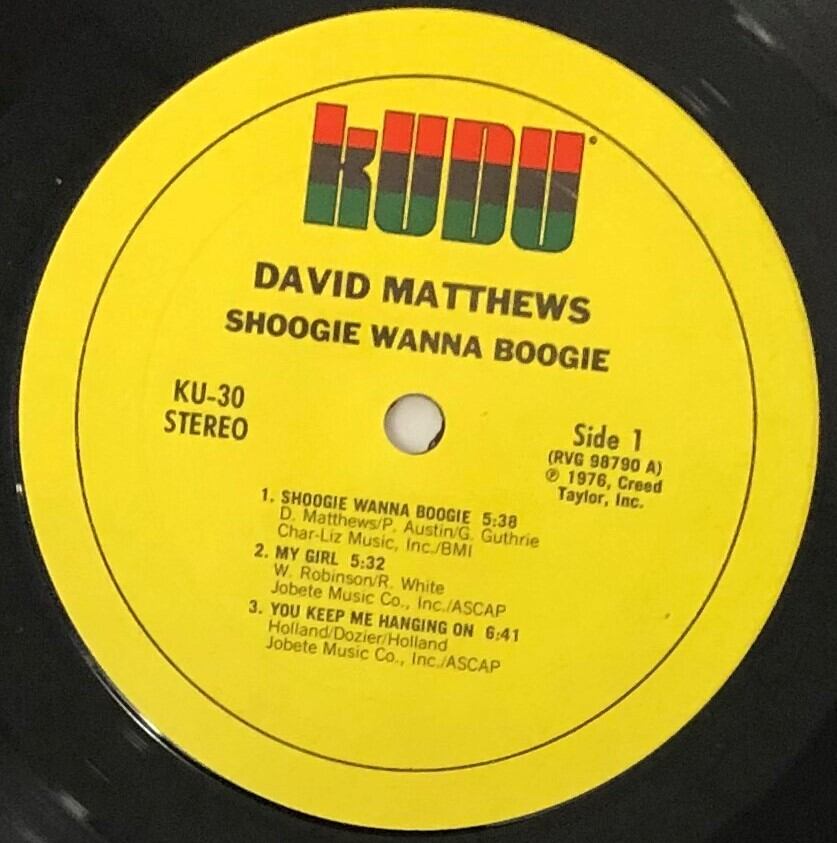 KUDU
DAVID MATTHEWS
SHOOGIE WANNA BOOGIE
KU-30
STEREO
Side 1
(RVG 98790 A)
℗ 1976, Creed
Taylor, Inc.
1. SHOOGIE WANNA BOOGIE 5:38
D. Matthews/P. Austin/G. Guthrie
Char-Liz Music, Inc./BMI
2. MY GIRL 5:32
W. Robinson/R. White
Jobete Music Co., Inc./ASCAP
3. YOU KEEP ME HANGING ON 6:41
Holland/Dozier/Holland
Jobete Music Co., Inc./ASCAP